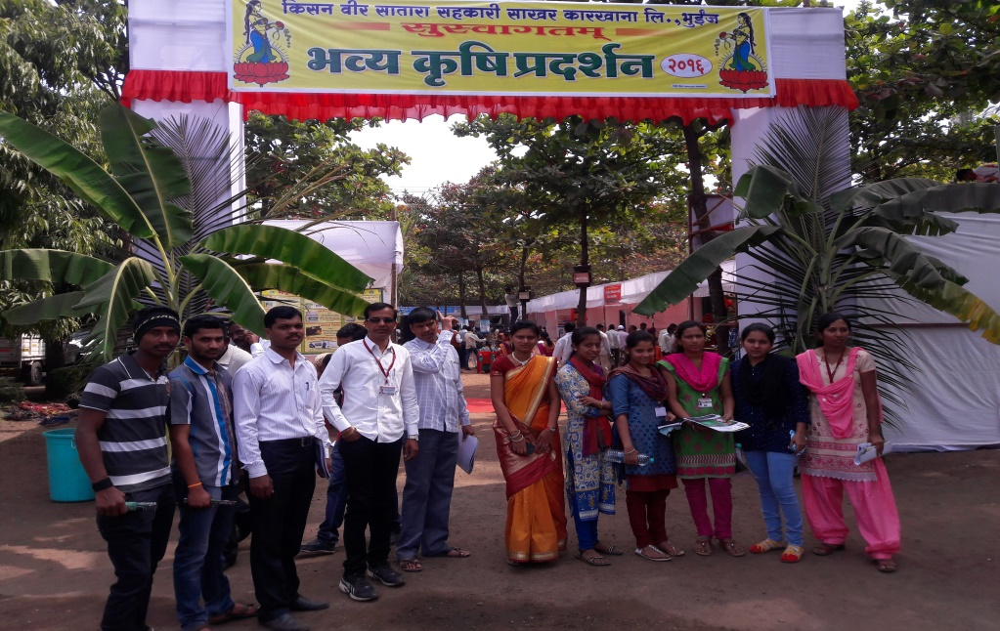 किसन वीर सातारा सहकारी साखर कारखाना लि.,भुईंज
सुस्वागतम्
भव्य कृषि प्रदर्शन २०१६